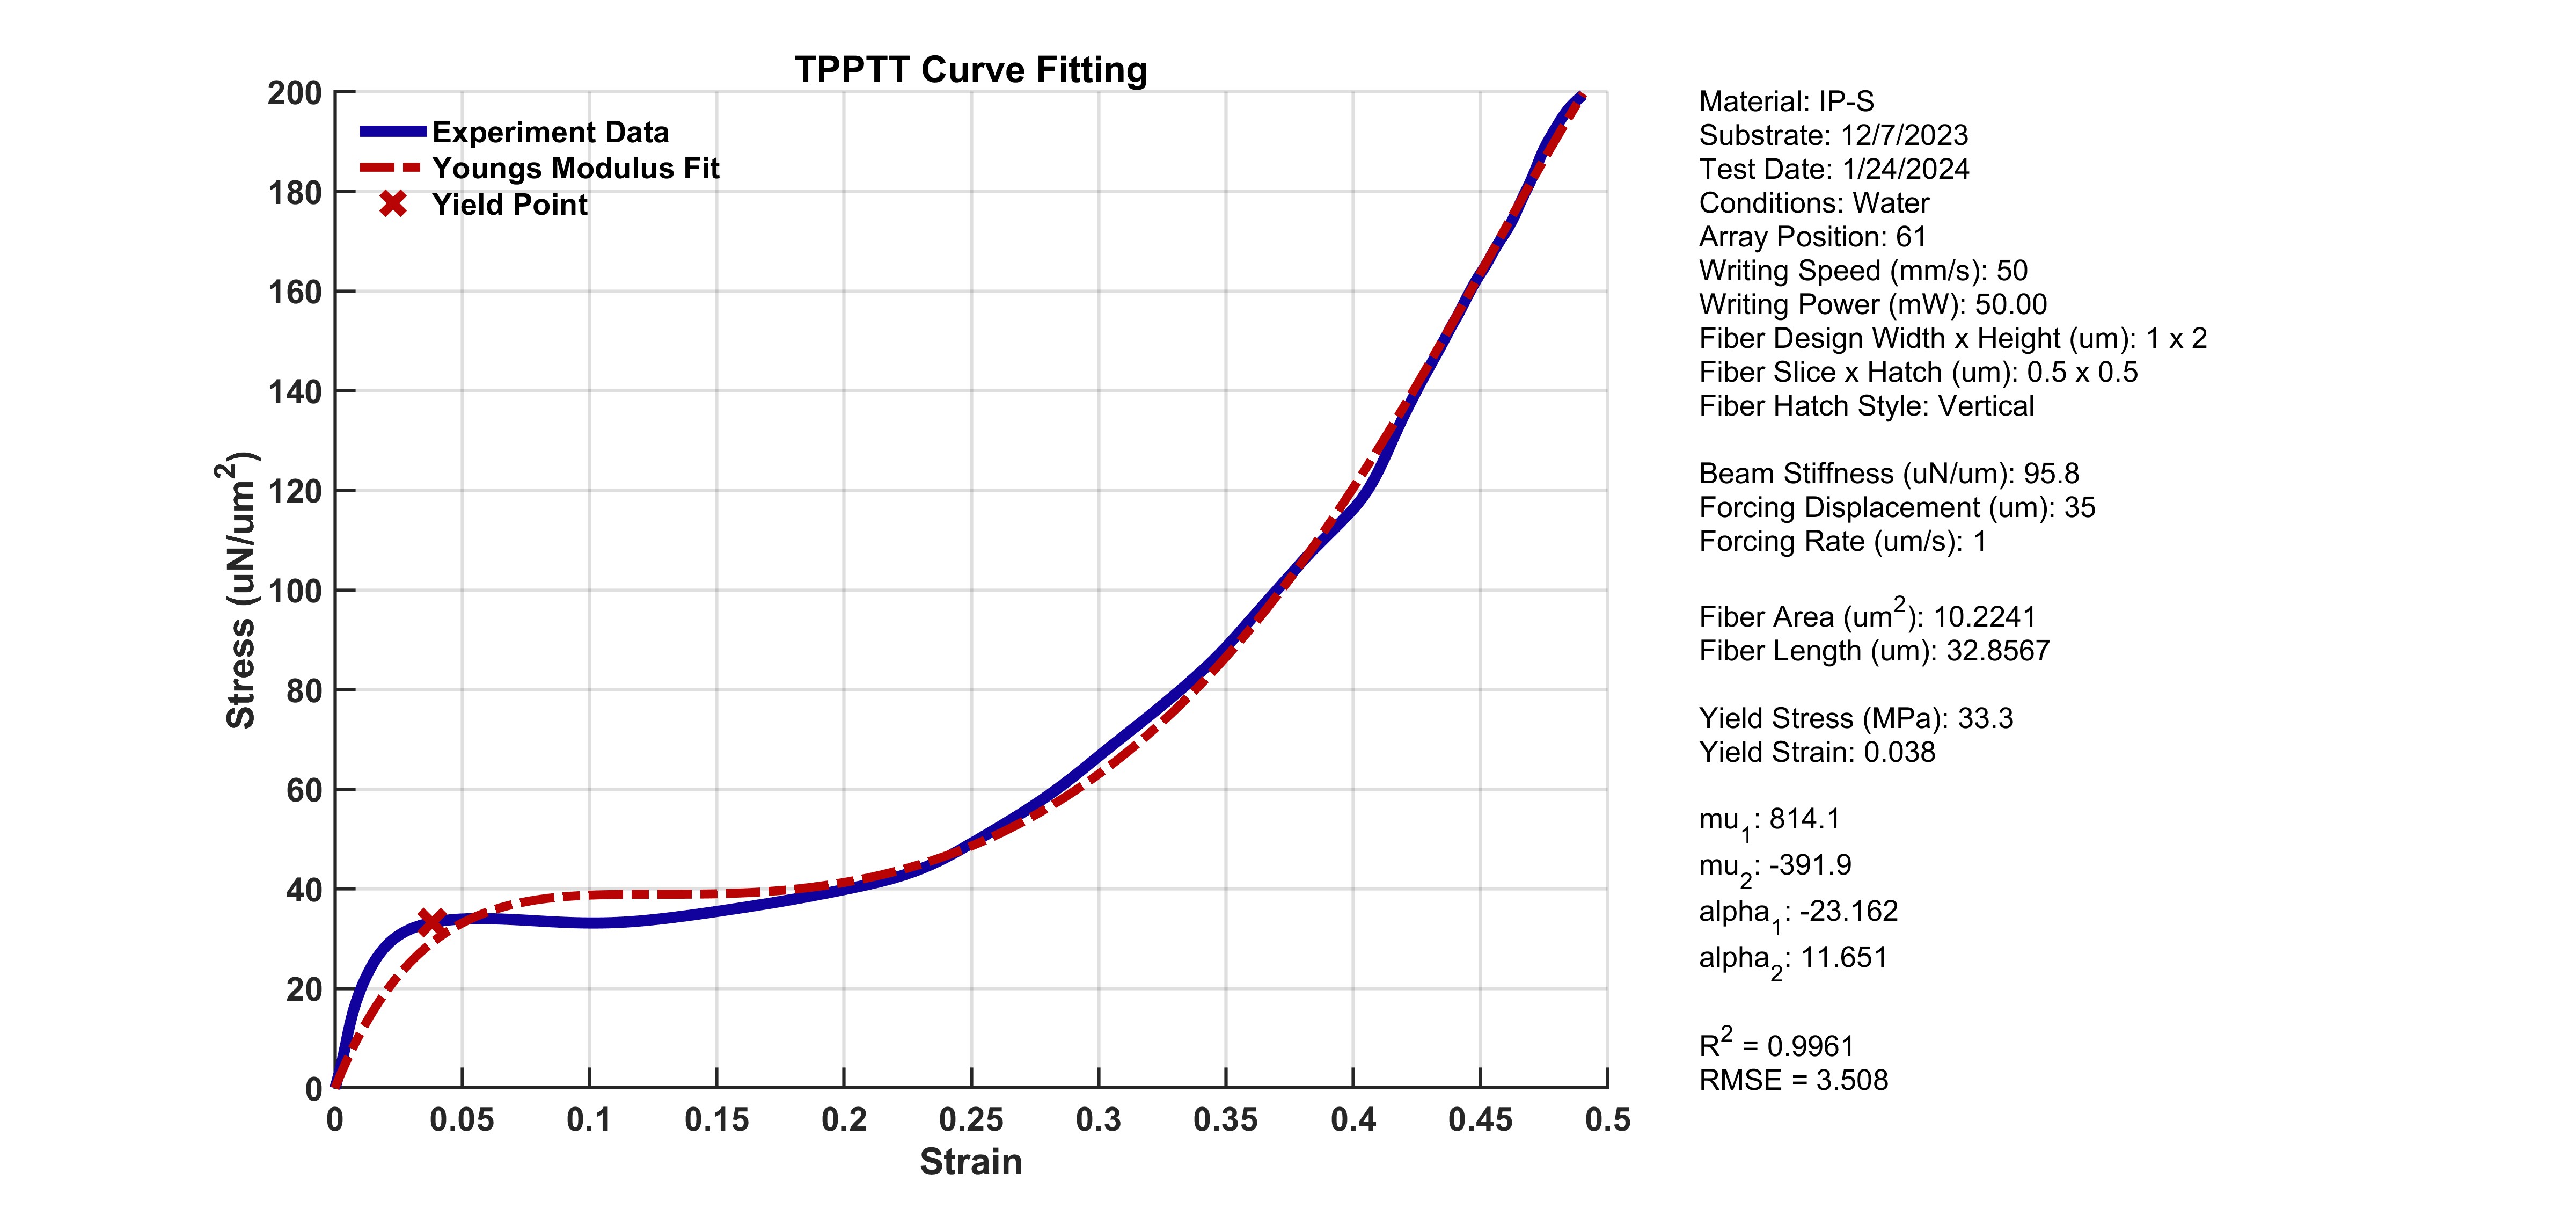 TPPTT Curve Fitting
200
180
160
140
120
100
80
60
40
20
0
Stress (uN/um²)
Experiment Data
Youngs Modulus Fit
Yield Point
0 0.05 0.1 0.15 0.2 0.25 0.3 0.35 0.4 0.45 0.5
Strain
Material: IP-S
Substrate: 12/7/2023
Test Date: 1/24/2024
Conditions: Water
Array Position: 61
Writing Speed (mm/s): 50
Writing Power (mW): 50.00
Fiber Design Width x Height (um): 1 x 2
Fiber Slice x Hatch (um): 0.5 x 0.5
Fiber Hatch Style: Vertical
Beam Stiffness (uN/um): 95.8
Forcing Displacement (um): 35
Forcing Rate (um/s): 1
Fiber Area (um²): 10.2241
Fiber Length (um): 32.8567
Yield Stress (MPa): 33.3
Yield Strain: 0.038
mu₁: 814.1
mu₂: -391.9
alpha₁: -23.162
alpha₂: 11.651
R² = 0.9961
RMSE = 3.508